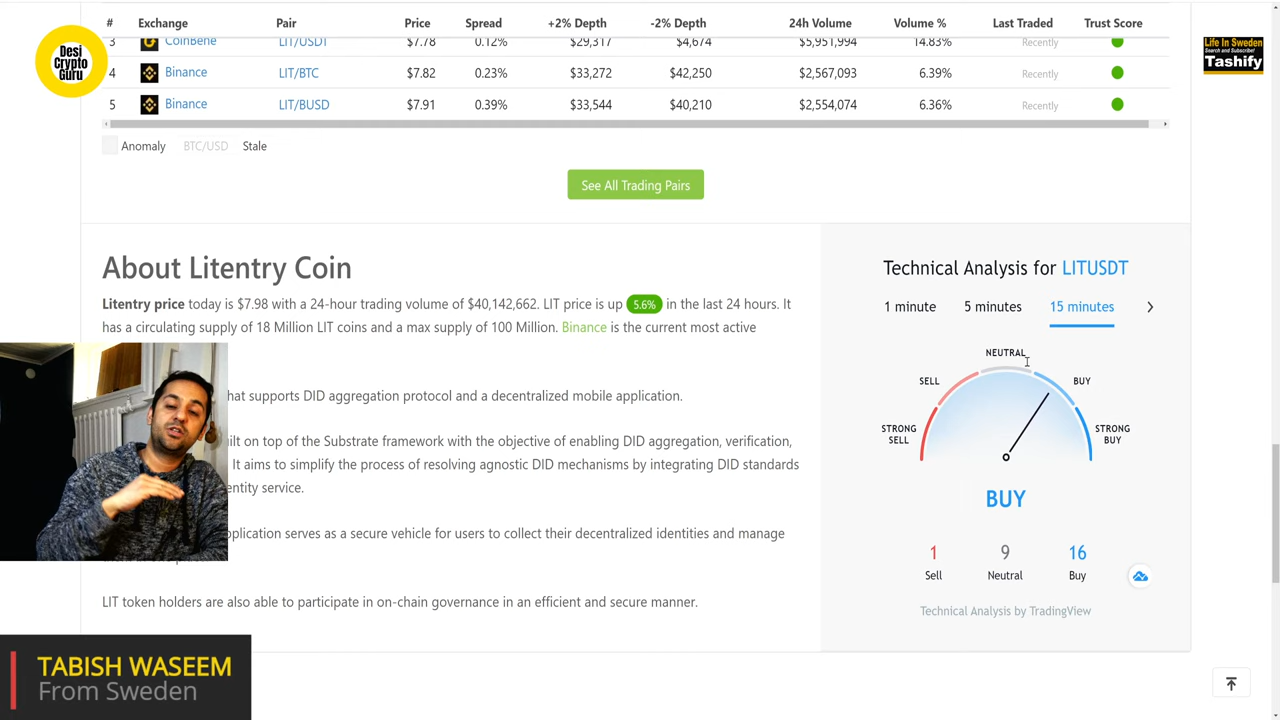 # Exchange Pair Price Spread +2% Depth -2% Depth 24h Volume Volume % Last Traded Trust Score
3 CoinBene LIT/USDT $7.78 0.12% $29,317 $4,674 $5,951,994 14.83% Recently
4 Binance LIT/BTC $7.82 0.23% $33,272 $42,250 $2,567,093 6.39% Recently
5 Binance LIT/BUSD $7.91 0.39% $33,544 $40,210 $2,554,074 6.36% Recently
Desi
Crypto
Guru
Life In Sweden
Search and Subscribe!
Tashify
Anomaly BTC/USD Stale
See All Trading Pairs
About Litentry Coin
Litentry price today is $7.98 with a 24-hour trading volume of $40,142,662. LIT price is up 5.6% in the last 24 hours. It
has a circulating supply of 18 Million LIT coins and a max supply of 100 Million. Binance is the current most active
hat supports DID aggregation protocol and a decentralized mobile application.
ilt on top of the Substrate framework with the objective of enabling DID aggregation, verification,
It aims to simplify the process of resolving agnostic DID mechanisms by integrating DID standards
entity service.
pplication serves as a secure vehicle for users to collect their decentralized identities and manage
LIT token holders are also able to participate in on-chain governance in an efficient and secure manner.
Technical Analysis for LITUSDT
1 minute 5 minutes 15 minutes
NEUTRAL
SELL BUY
STRONG SELL
STRONG BUY
BUY
1 9 16
Sell Neutral Buy
Technical Analysis by TradingView
TABISH WASEEM
From Sweden